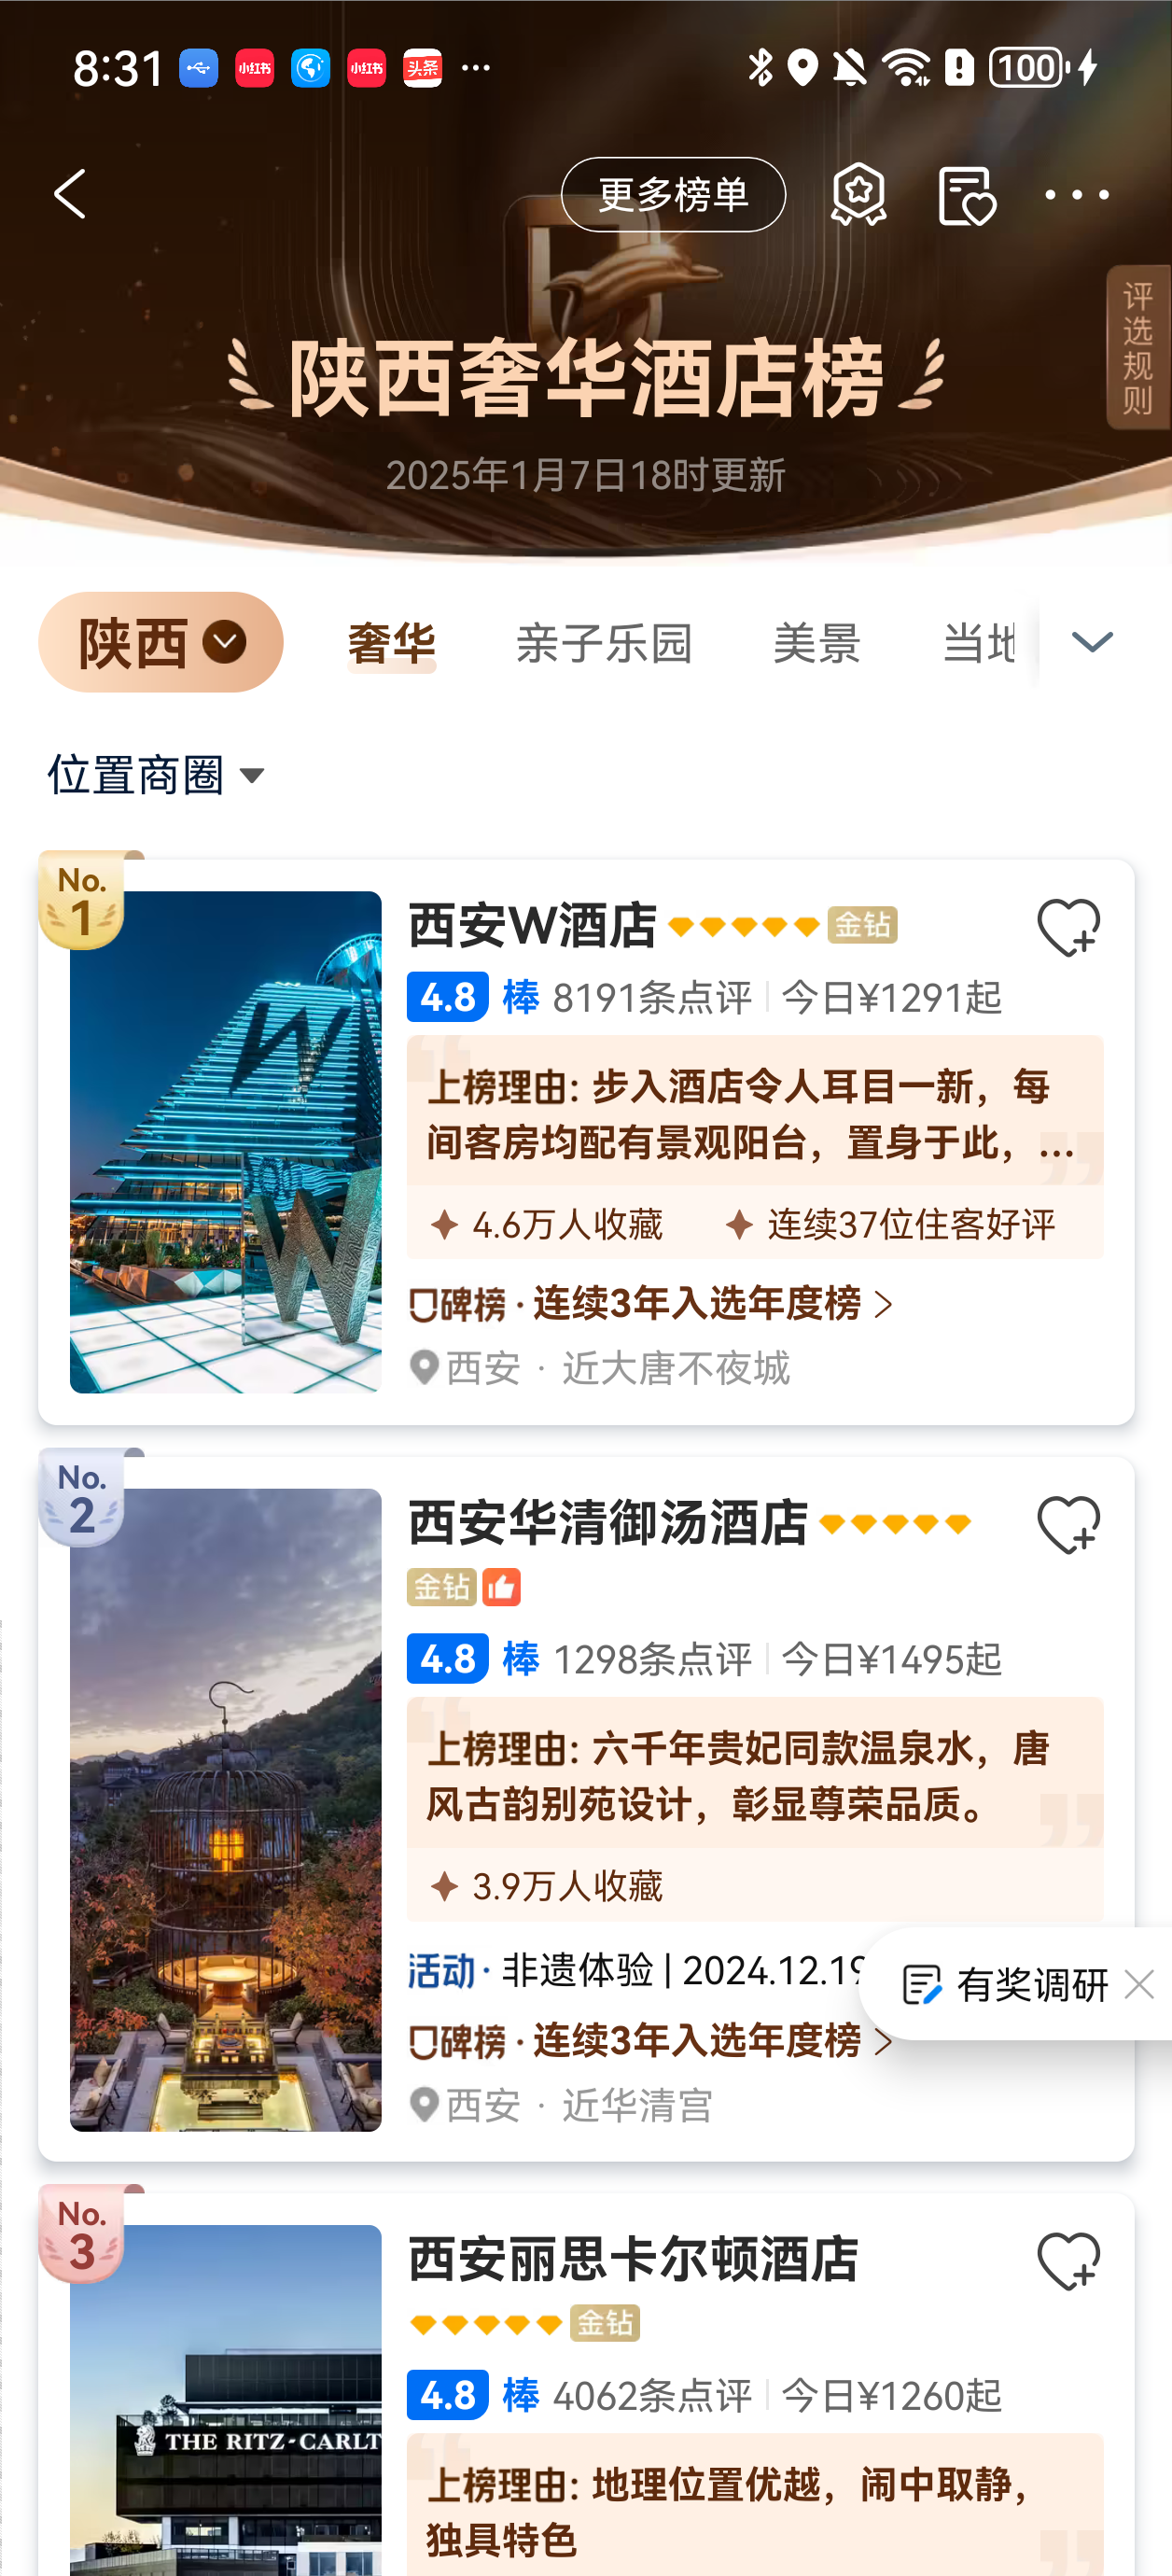 8:31
小红书
小红书
头条
100
更多榜单
评选规则
陕西奢华酒店榜
2025年1月7日18时更新
陕西
奢华
亲子乐园
美景
当地
位置商圈
No.
1
西安W酒店
金钻
4.8 棒 8191条点评 今日¥1291起
上榜理由: 步入酒店令人耳目一新，每
间客房均配有景观阳台，置身于此，...
4.6万人收藏
连续37位住客好评
口碑榜·连续3年入选年度榜 >
西安 · 近大唐不夜城
W
W
No.
2
西安华清御汤酒店
金钻
4.8 棒 1298条点评 今日¥1495起
上榜理由: 六千年贵妃同款温泉水，唐
风古韵别苑设计，彰显尊荣品质。
3.9万人收藏
活动· 非遗体验 | 2024.12.19
有奖调研
口碑榜·连续3年入选年度榜 >
西安 · 近华清宫
No.
3
西安丽思卡尔顿酒店
金钻
4.8 棒 4062条点评 今日¥1260起
THE RITZ-CARLT
上榜理由: 地理位置优越，闹中取静，
独具特色